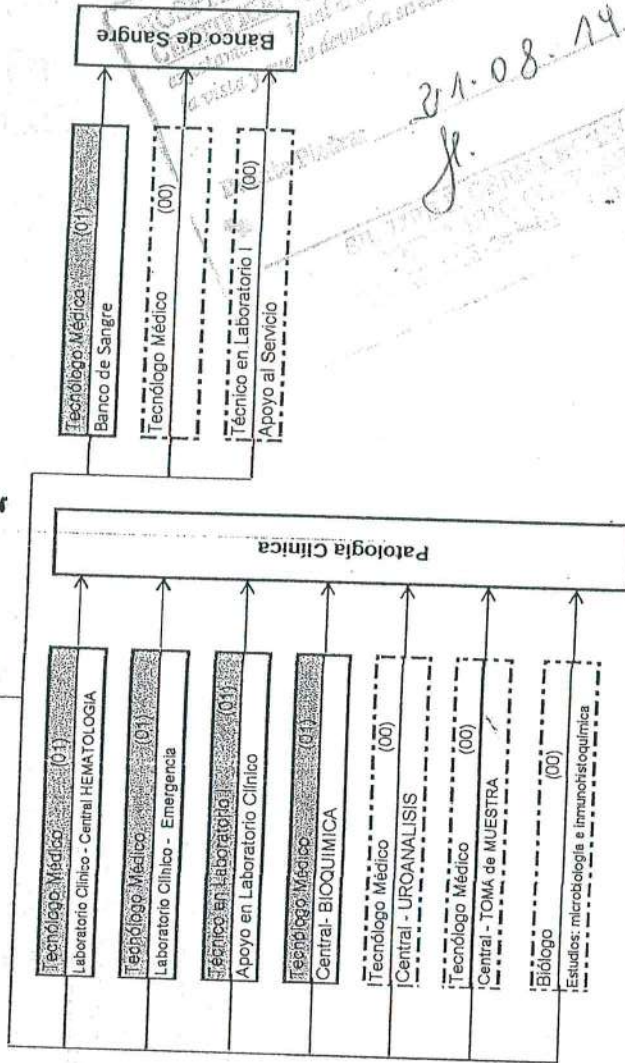 Tecnólogo Médico (01)
Laboratorio Clínico - Central HEMATOLOGIA
Tecnólogo Médico (01)
Laboratorio Clínico - Emergencia
Técnico en Laboratorio I (01)
Apoyo en Laboratorio Clínico
Tecnólogo Médico (01)
Central- BIOQUIMICA
Tecnólogo Médico (00)
Central - UROANALISIS
Tecnólogo Médico (00)
Central - TOMA de MUESTRA
Biólogo (00)
Estudios: microbiología e inmunohistoquímica
Patología Clínica
Tecnólogo Médico (01)
Banco de Sangre
Tecnólogo Médico (00)
Técnico en Laboratorio I (00)
Apoyo al Servicio
Banco de Sangre
21.08.14